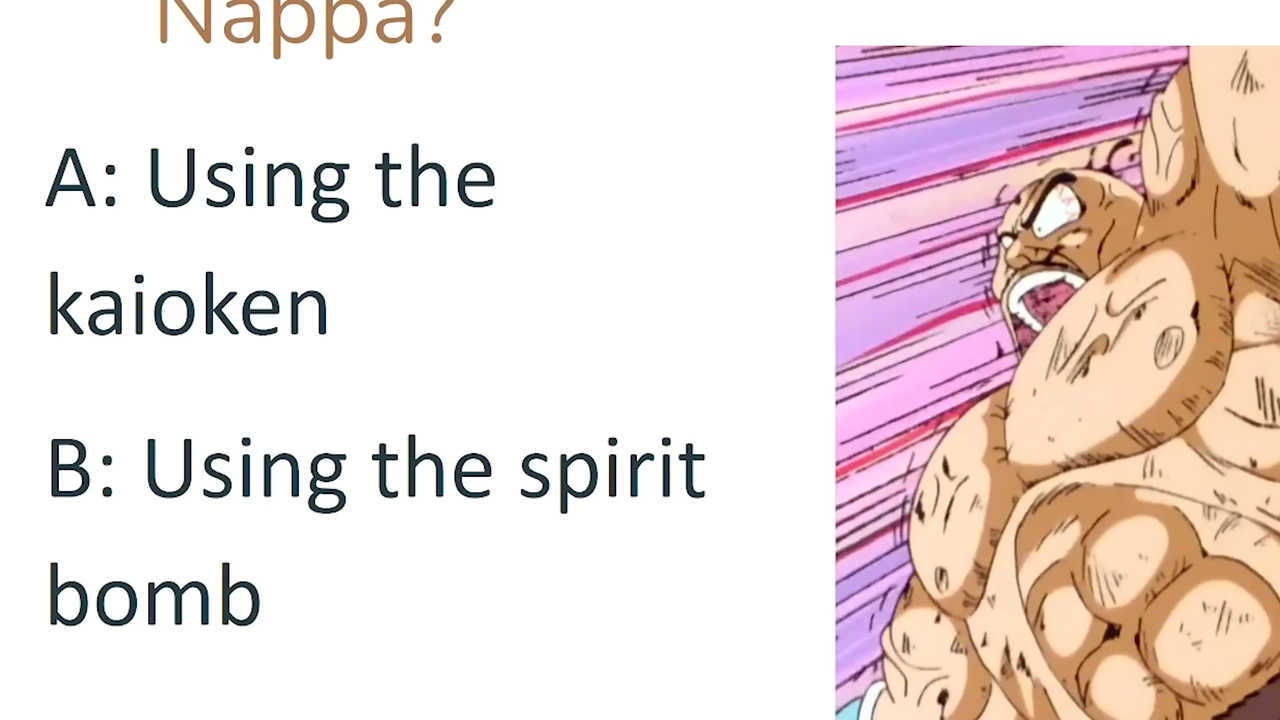 Nappa?
A: Using the
kaioken
B: Using the spirit
bomb